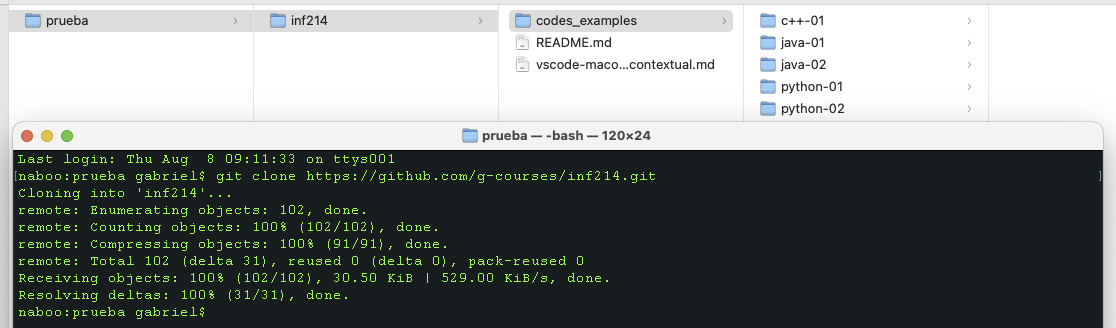 prueba
inf214
codes_examples
README.md
vscode-maco...contextual.md
c++-01
java-01
java-02
python-01
python-02
prueba — -bash — 120×24
Last login: Thu Aug  8 09:11:33 on ttys001
[naboo:prueba gabriel$ git clone https://github.com/g-courses/inf214.git ]
Cloning into 'inf214'...
remote: Enumerating objects: 102, done.
remote: Counting objects: 100% (102/102), done.
remote: Compressing objects: 100% (91/91), done.
remote: Total 102 (delta 31), reused 0 (delta 0), pack-reused 0
Receiving objects: 100% (102/102), 30.50 KiB | 529.00 KiB/s, done.
Resolving deltas: 100% (31/31), done.
naboo:prueba gabriel$